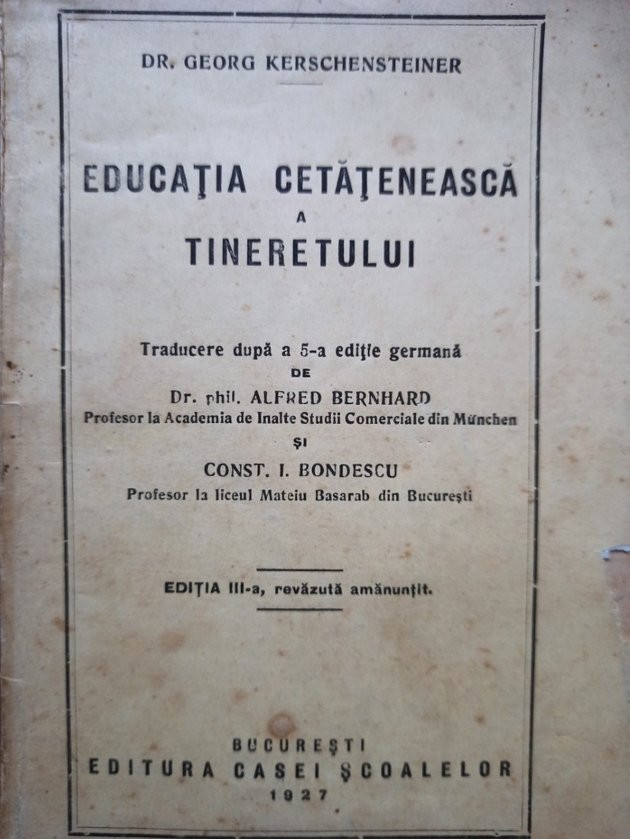 DR. GEORG KERSCHENSTEINER
EDUCAŢIA CETĂŢENEASCĂ
A
TINERETULUI
Traducere după a 5-a ediţie germană
DE
Dr. phil. ALFRED BERNHARD
Profesor la Academia de Inalte Studii Comerciale din München
ŞI
CONST. I. BONDESCU
Profesor la liceul Mateiu Basarab din Bucureşti
EDIŢIA III-a, revăzută amănunţit.
BUCUREŞTI
EDITURA CASEI ŞCOALELOR
1927